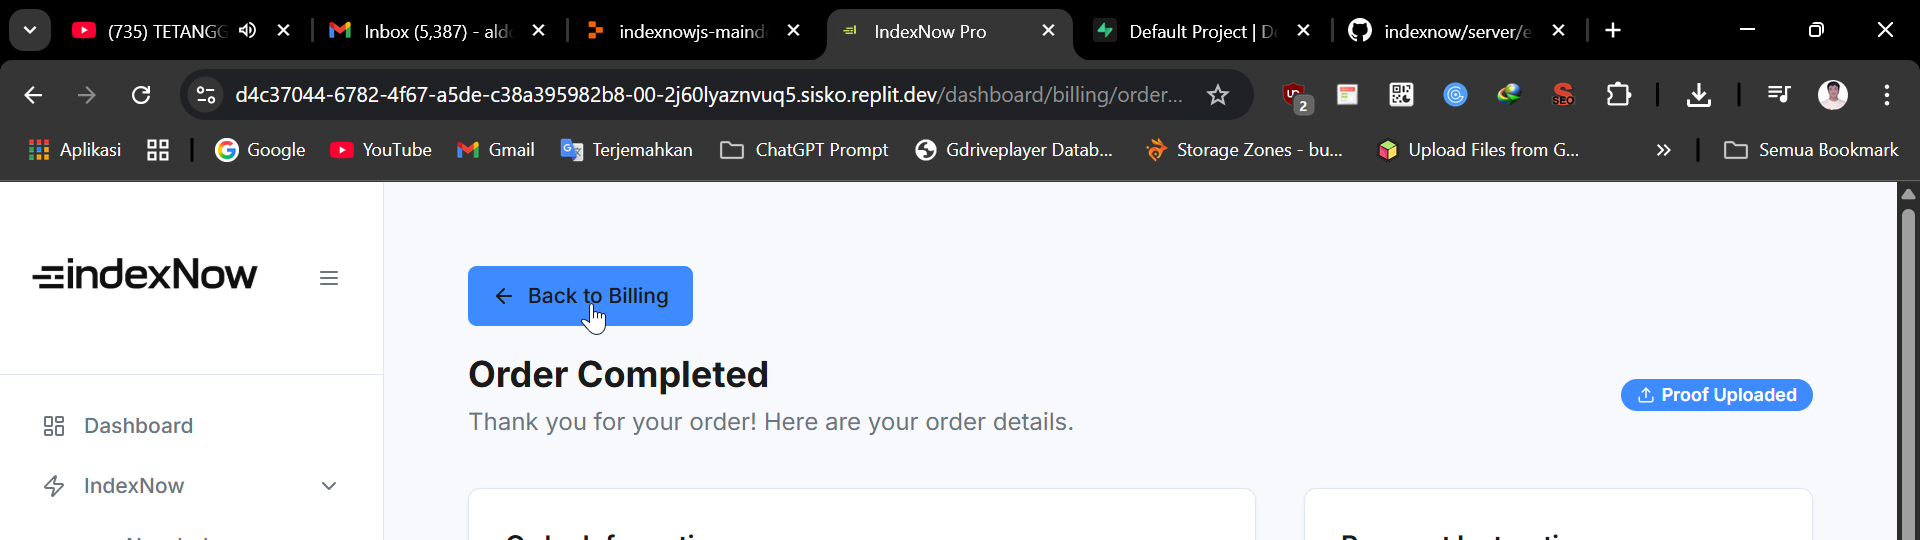 (735) TETANGG
Inbox (5,387) - aldo
indexnowjs-maind
IndexNow Pro
Default Project | D
indexnow/server/e
d4c37044-6782-4f67-a5de-c38a395982b8-00-2j60lyaznvuq5.sisko.replit.dev/dashboard/billing/order...
2
SEO
Aplikasi
Google
YouTube
Gmail
Terjemahkan
ChatGPT Prompt
Gdriveplayer Datab...
Storage Zones - bu...
Upload Files from G...
Semua Bookmark
indexNow
Back to Billing
Order Completed
Proof Uploaded
Thank you for your order! Here are your order details.
Dashboard
IndexNow